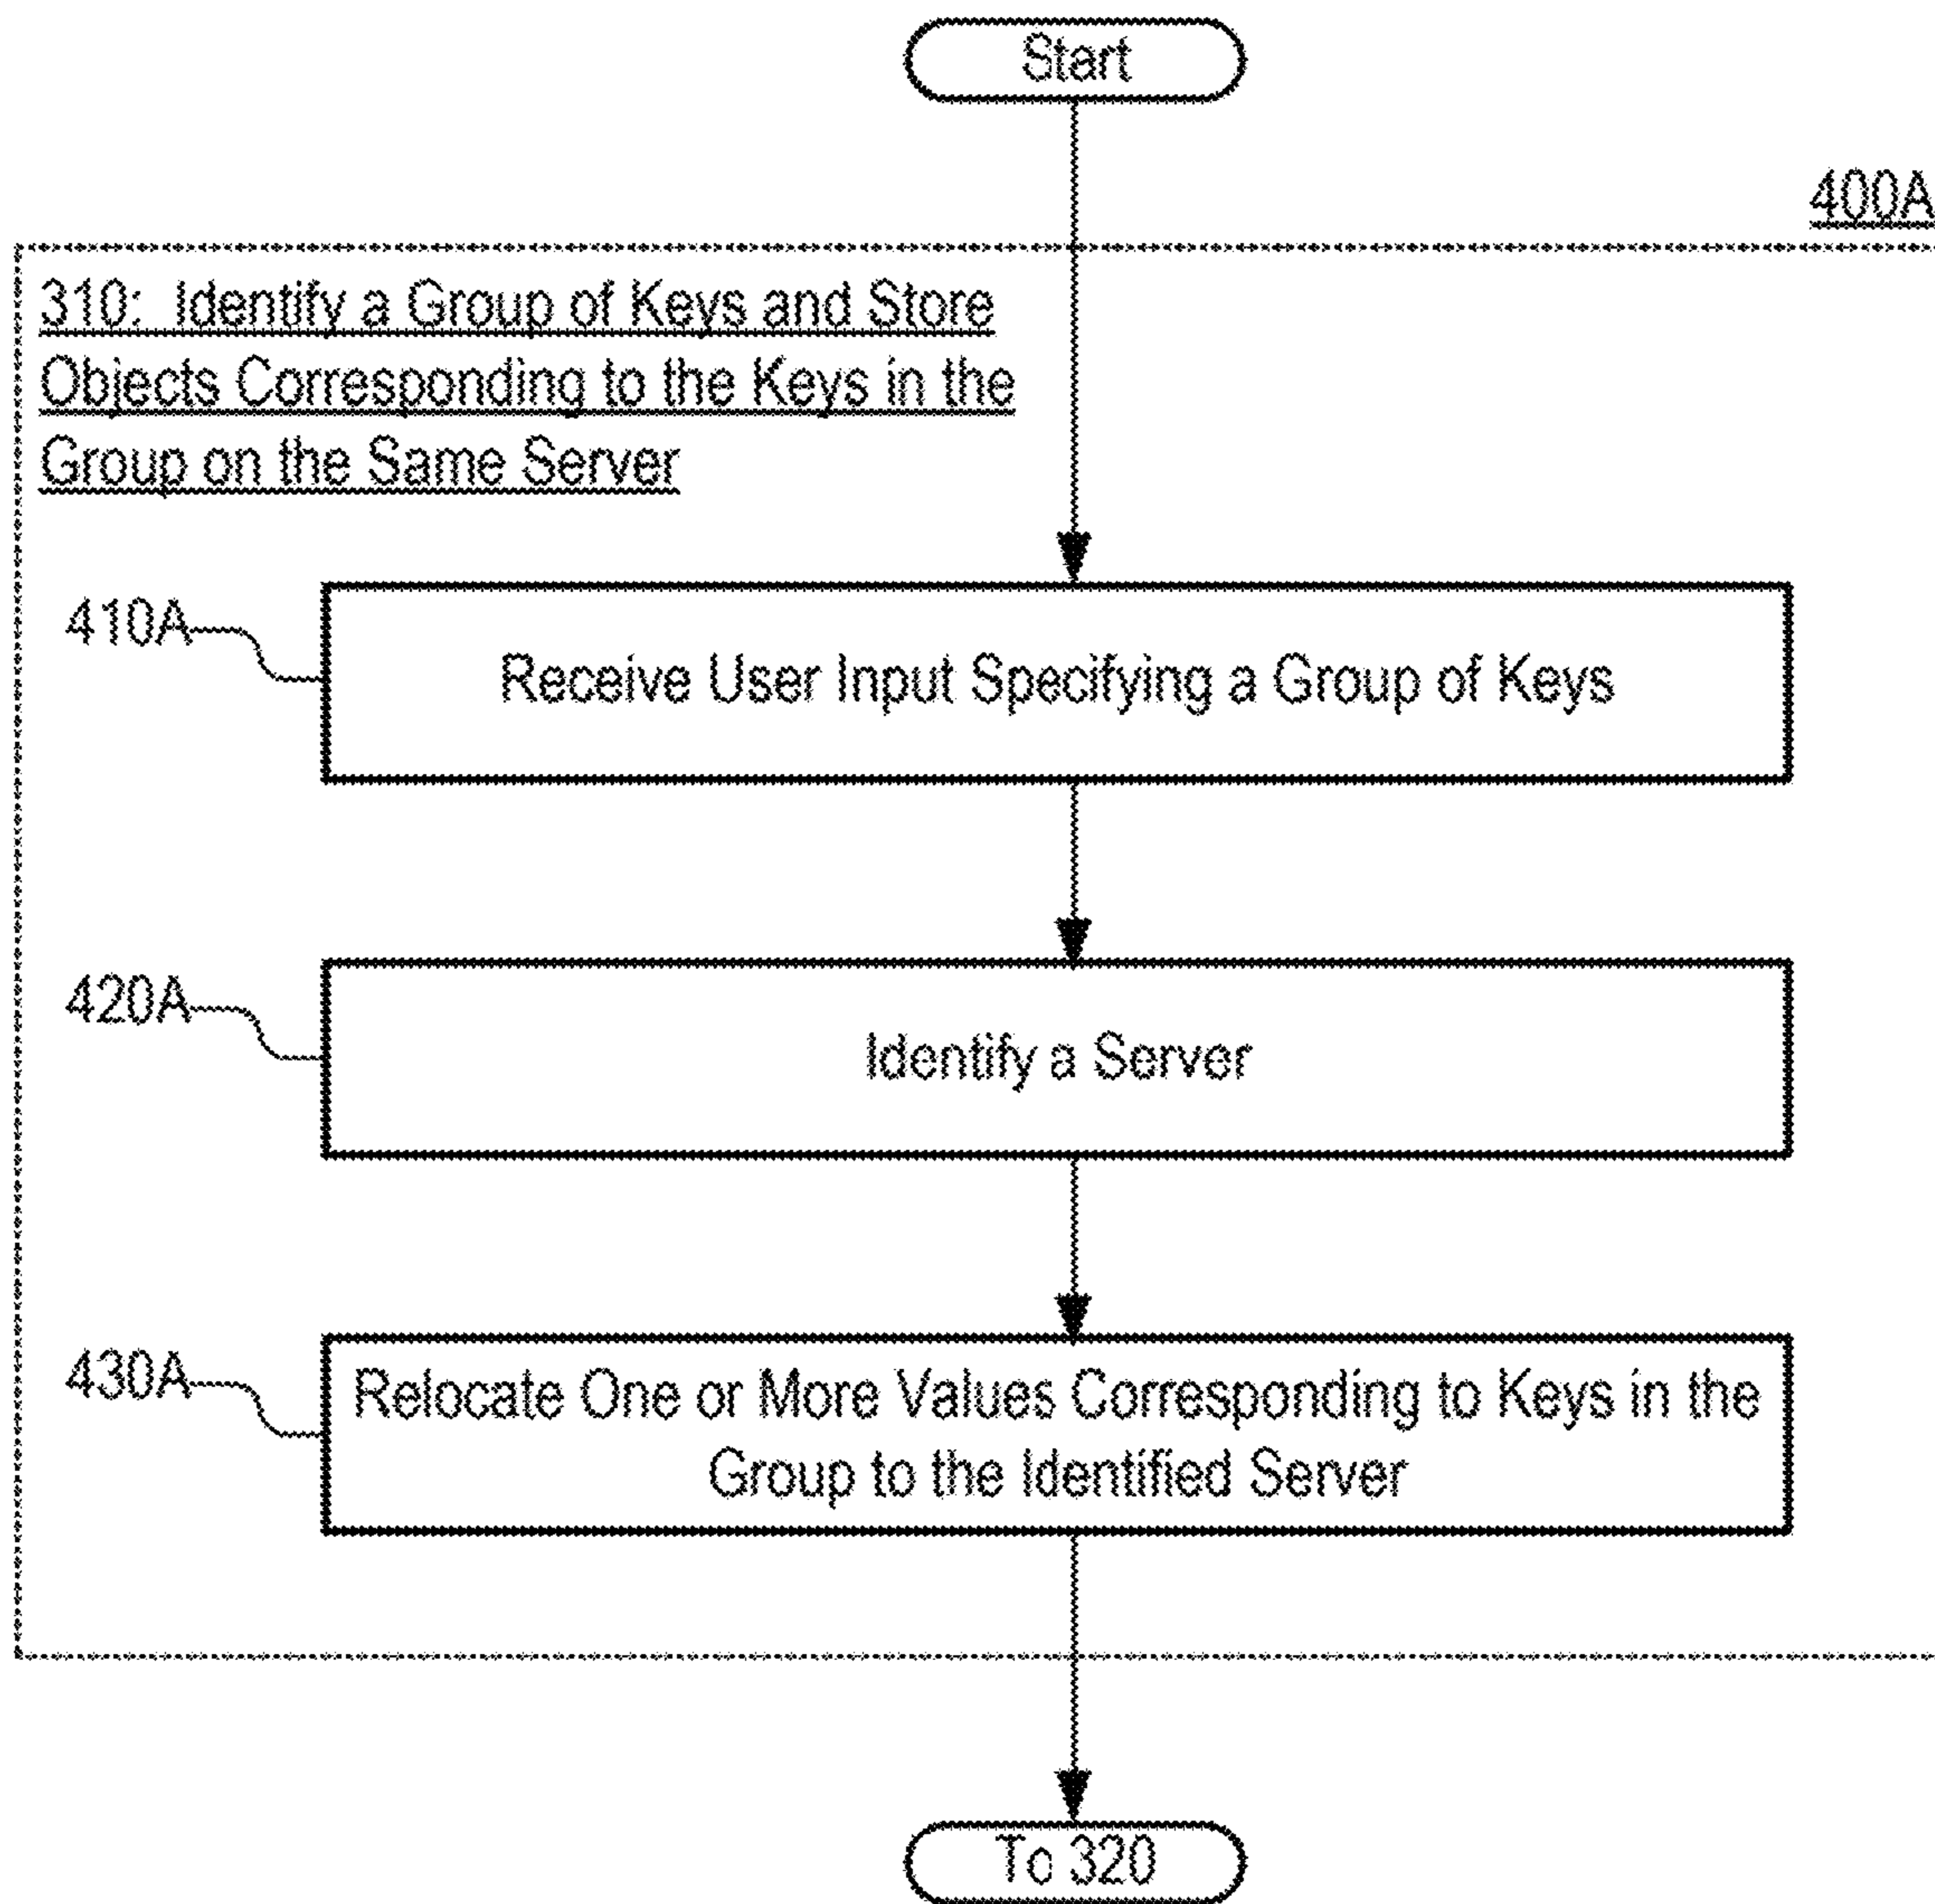 Start
400A
310: Identify a Group of Keys and Store
Objects Corresponding to the Keys in the
Group on the Same Server
410A
Receive User Input Specifying a Group of Keys
420A
Identify a Server
430A
Relocate One or More Values Corresponding to Keys in the
Group to the Identified Server
To 320